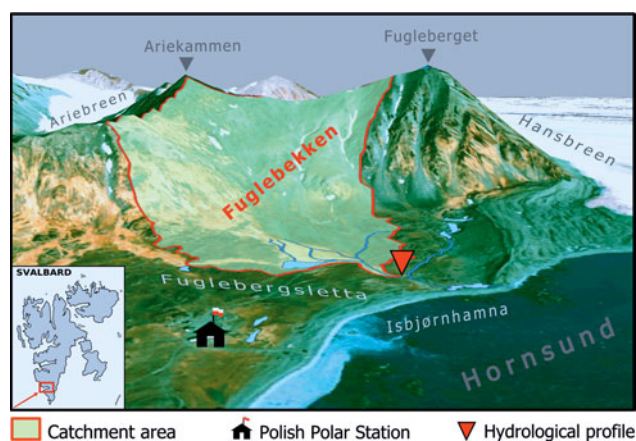 Ariekammen
Fugleberget
Ariebreen
Hansbreen
Fuglebekken
Fuglebergsletta
Isbjørnhamna
Hornsund
SVALBARD
Catchment area
Polish Polar Station
Hydrological profile